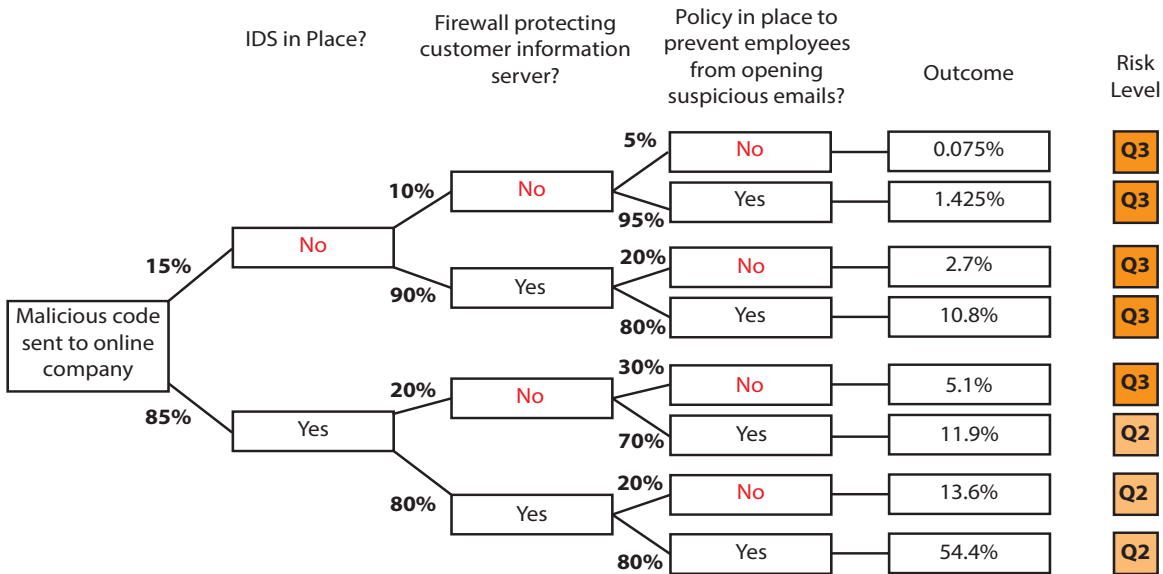 IDS in Place?
Firewall protecting
customer information
server?
Policy in place to
prevent employees
from opening
suspicious emails?
Outcome
Risk
Level
5%
No
0.075%
Q3
10%
No
95%
Yes
1.425%
Q3
15%
No
90%
Yes
20%
No
2.7%
Q3
80%
Yes
10.8%
Q3
Malicious code
sent to online
company
85%
Yes
20%
No
30%
No
5.1%
Q3
70%
Yes
11.9%
Q2
80%
Yes
20%
No
13.6%
Q2
80%
Yes
54.4%
Q2